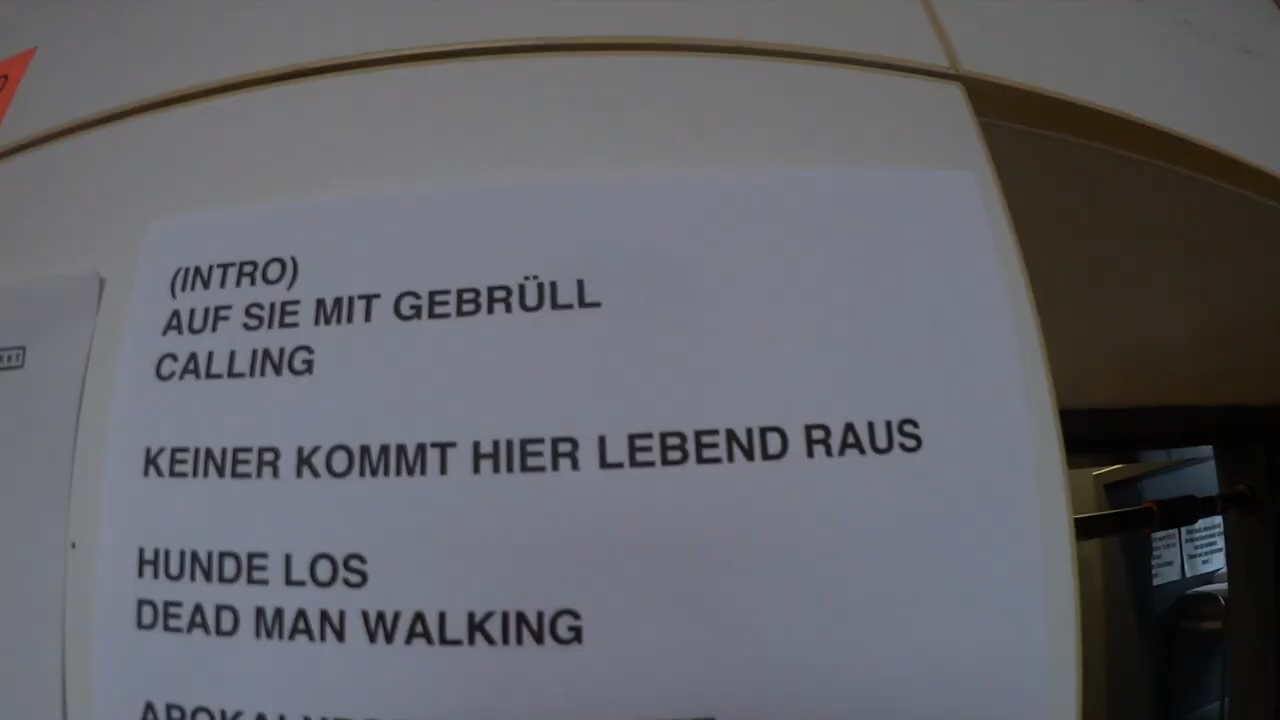 (INTRO)
AUF SIE MIT GEBRÜLL
CALLING
KEINER KOMMT HIER LEBEND RAUS
HUNDE LOS
DEAD MAN WALKING